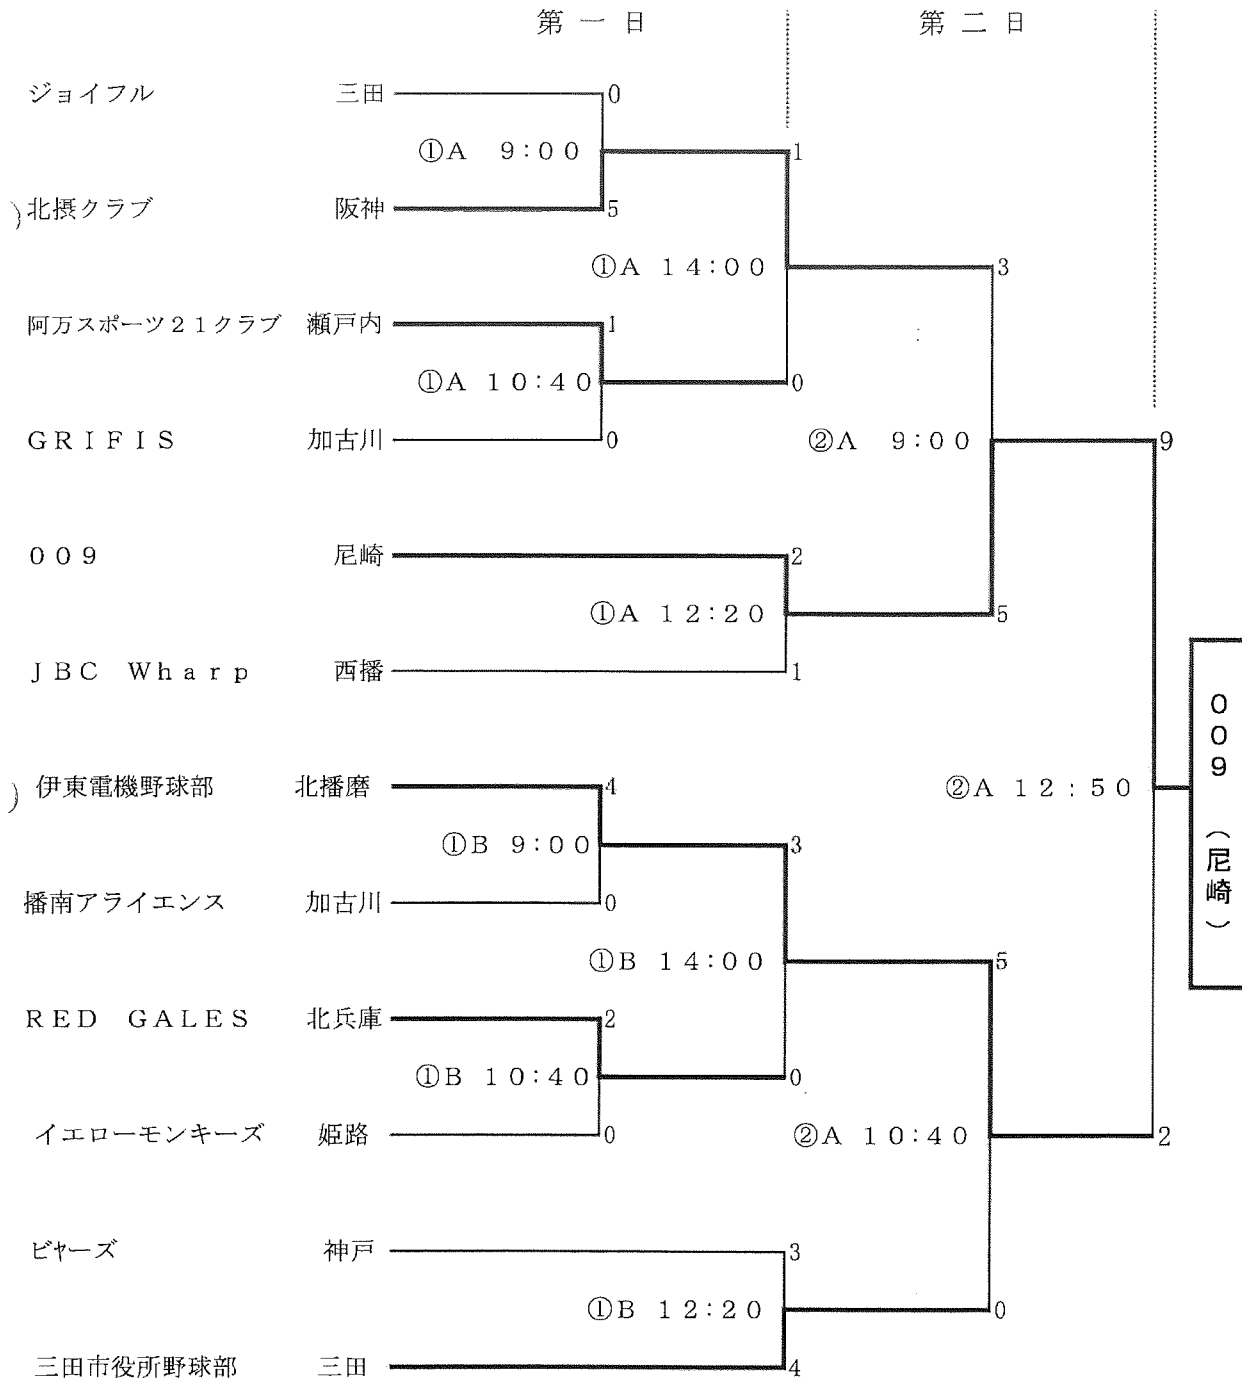 第一日　第二日
ジョイフル　三田　0
①A 9:00　1
北摂クラブ　阪神　5
①A 14:00　3
阿万スポーツ21クラブ　瀬戸内　1
①A 10:40　0
GRIFIS　加古川　0　②A 9:00　9
009　尼崎　2
①A 12:20　5
JBC Wharp　西播　1
009（尼崎）
伊東電機野球部　北播磨　4　②A 12:50
①B 9:00　3
播南アライエンス　加古川　0
①B 14:00　5
RED GALES　北兵庫　2
①B 10:40　0
イエローモンキーズ　姫路　0　②A 10:40　2
ビヤーズ　神戸　3
①B 12:20　0
三田市役所野球部　三田　4